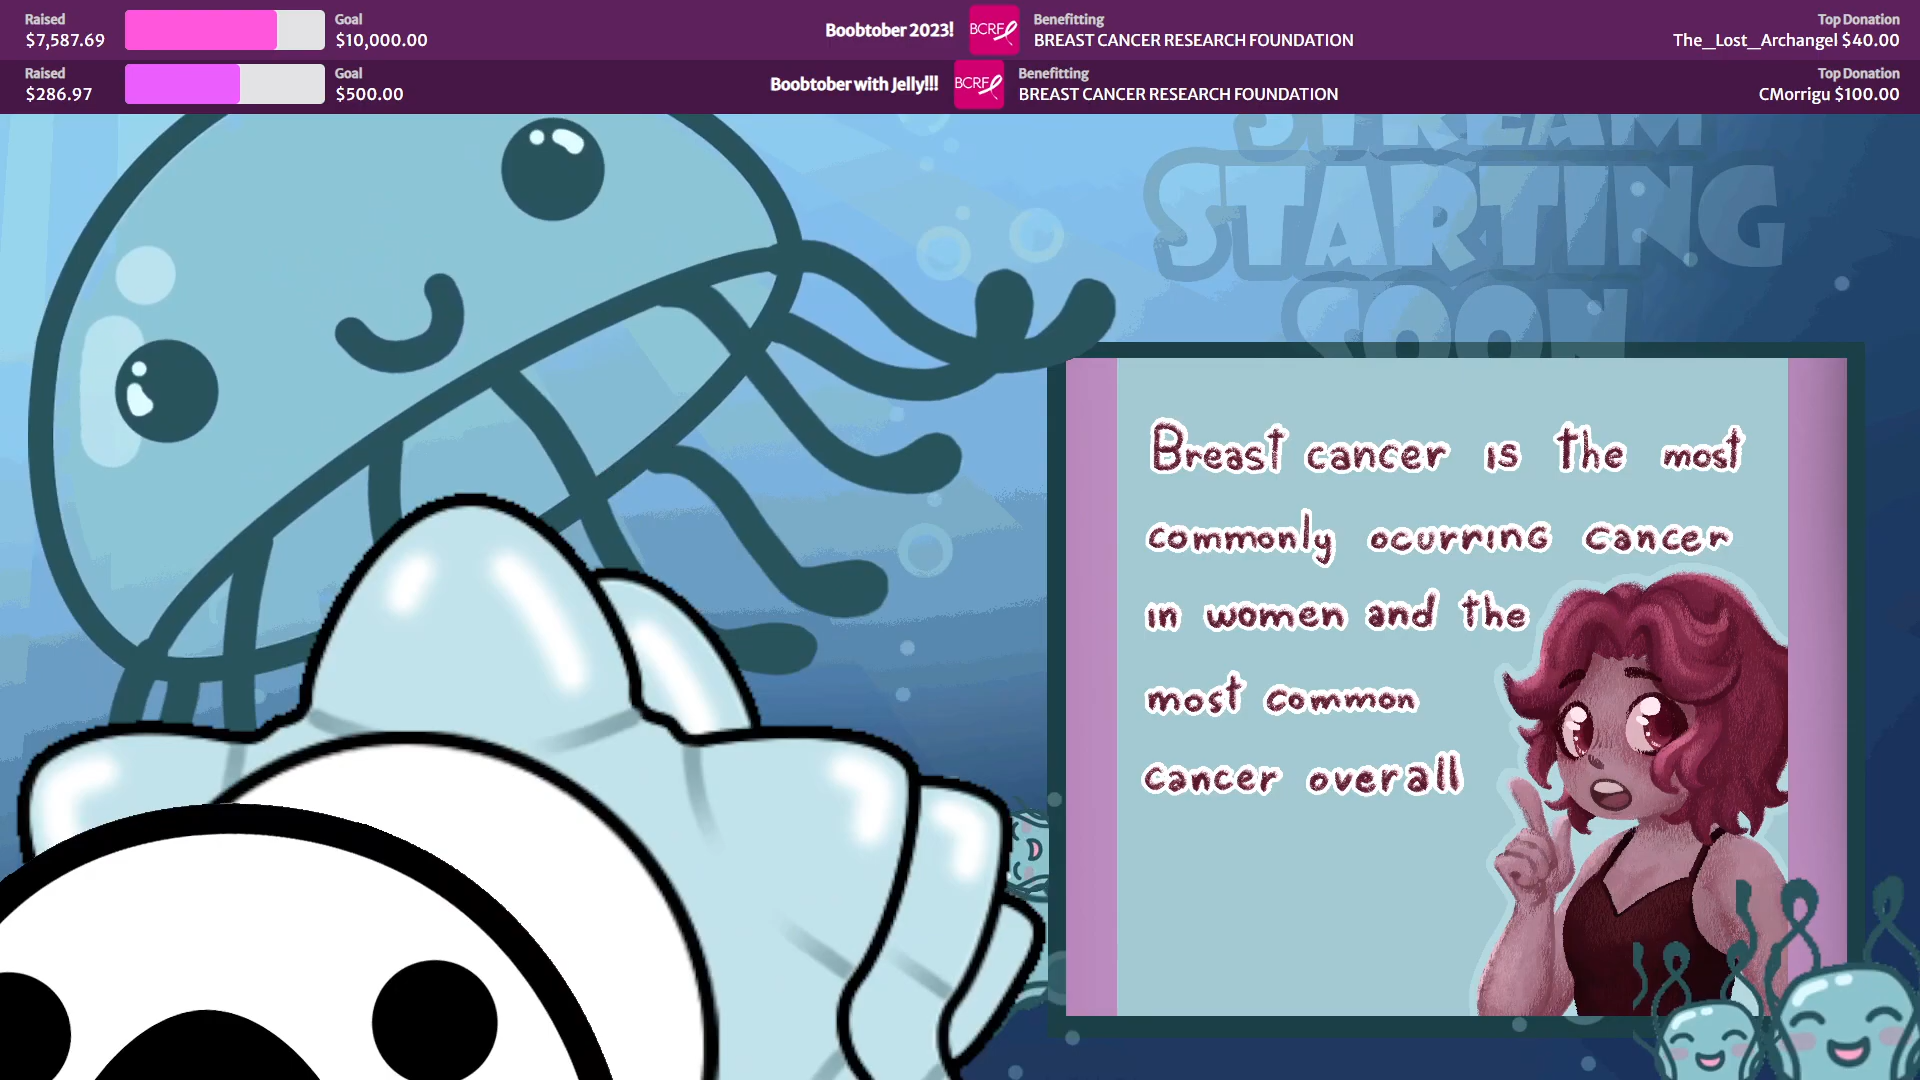 Raised
$7,587.69
Goal
$10,000.00
Boobtober 2023!
BCRF
Benefitting
BREAST CANCER RESEARCH FOUNDATION
Top Donation
The_Lost_Archangel $40.00
Raised
$286.97
Goal
$500.00
Boobtober with Jelly!!!
BCRF
Benefitting
BREAST CANCER RESEARCH FOUNDATION
Top Donation
CMorrigu $100.00
STREAM
STARTING
SOON
Breast cancer is the most
commonly ocurring cancer
in women and the
most common
cancer overall